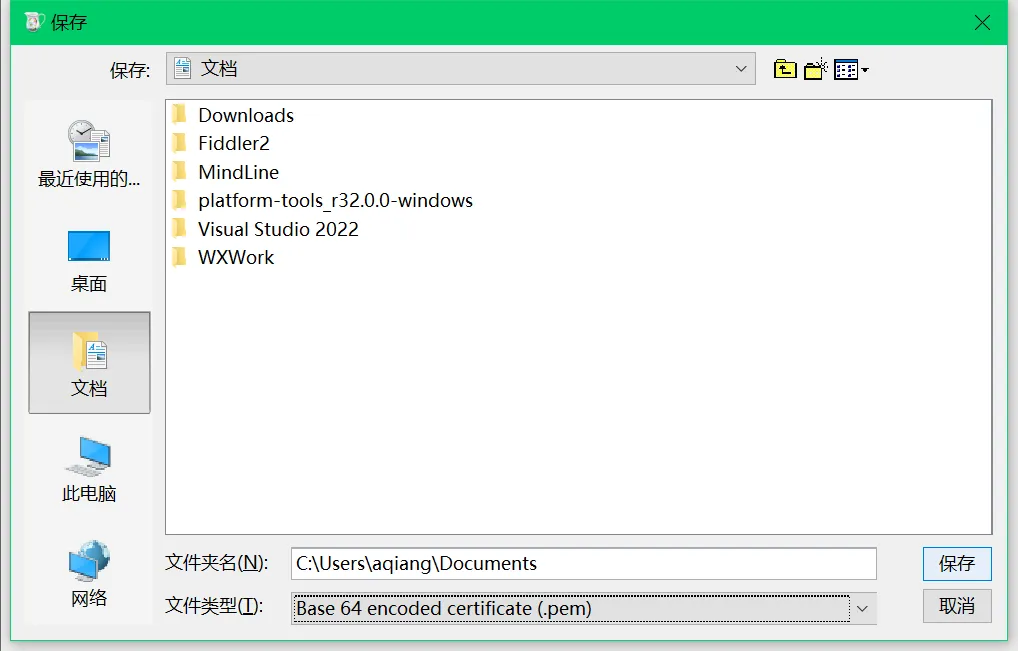 保存
保存:
文档
Downloads
Fiddler2
MindLine
platform-tools_r32.0.0-windows
Visual Studio 2022
WXWork
最近使用的...
桌面
文档
此电脑
网络
文件夹名(N):
C:\Users\aqiang\Documents
保存
文件类型(T):
Base 64 encoded certificate (.pem)
取消